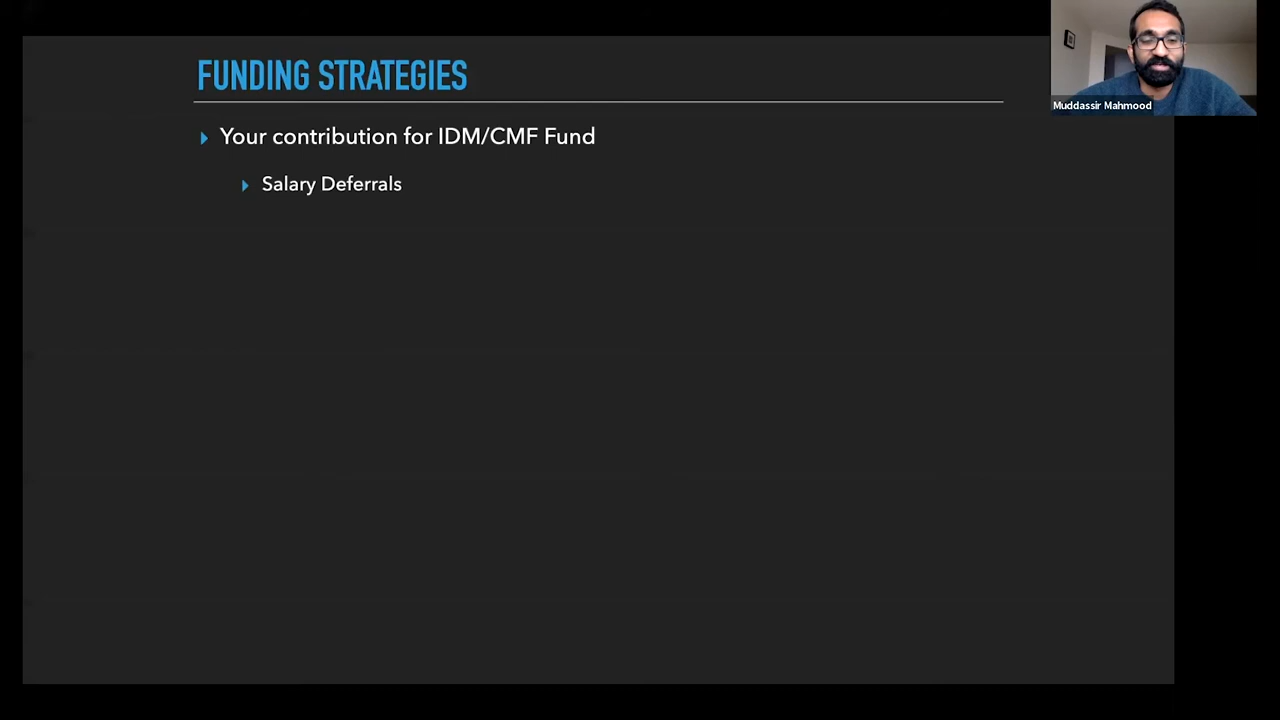 FUNDING STRATEGIES
Your contribution for IDM/CMF Fund
Salary Deferrals
Muddassir Mahmood